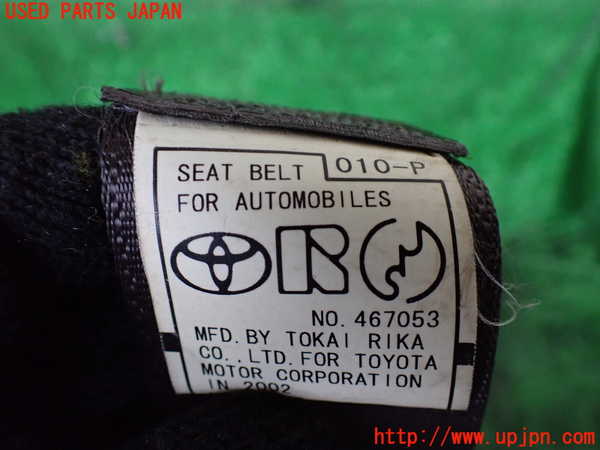 USED PARTS JAPAN
SEAT BELT 010-P
FOR AUTOMOBILES
NO. 467053
MFD. BY TOKAI RIKA
CO., LTD. FOR TOYOTA
MOTOR CORPORATION
IN 2002
http://www.upjpn.com/